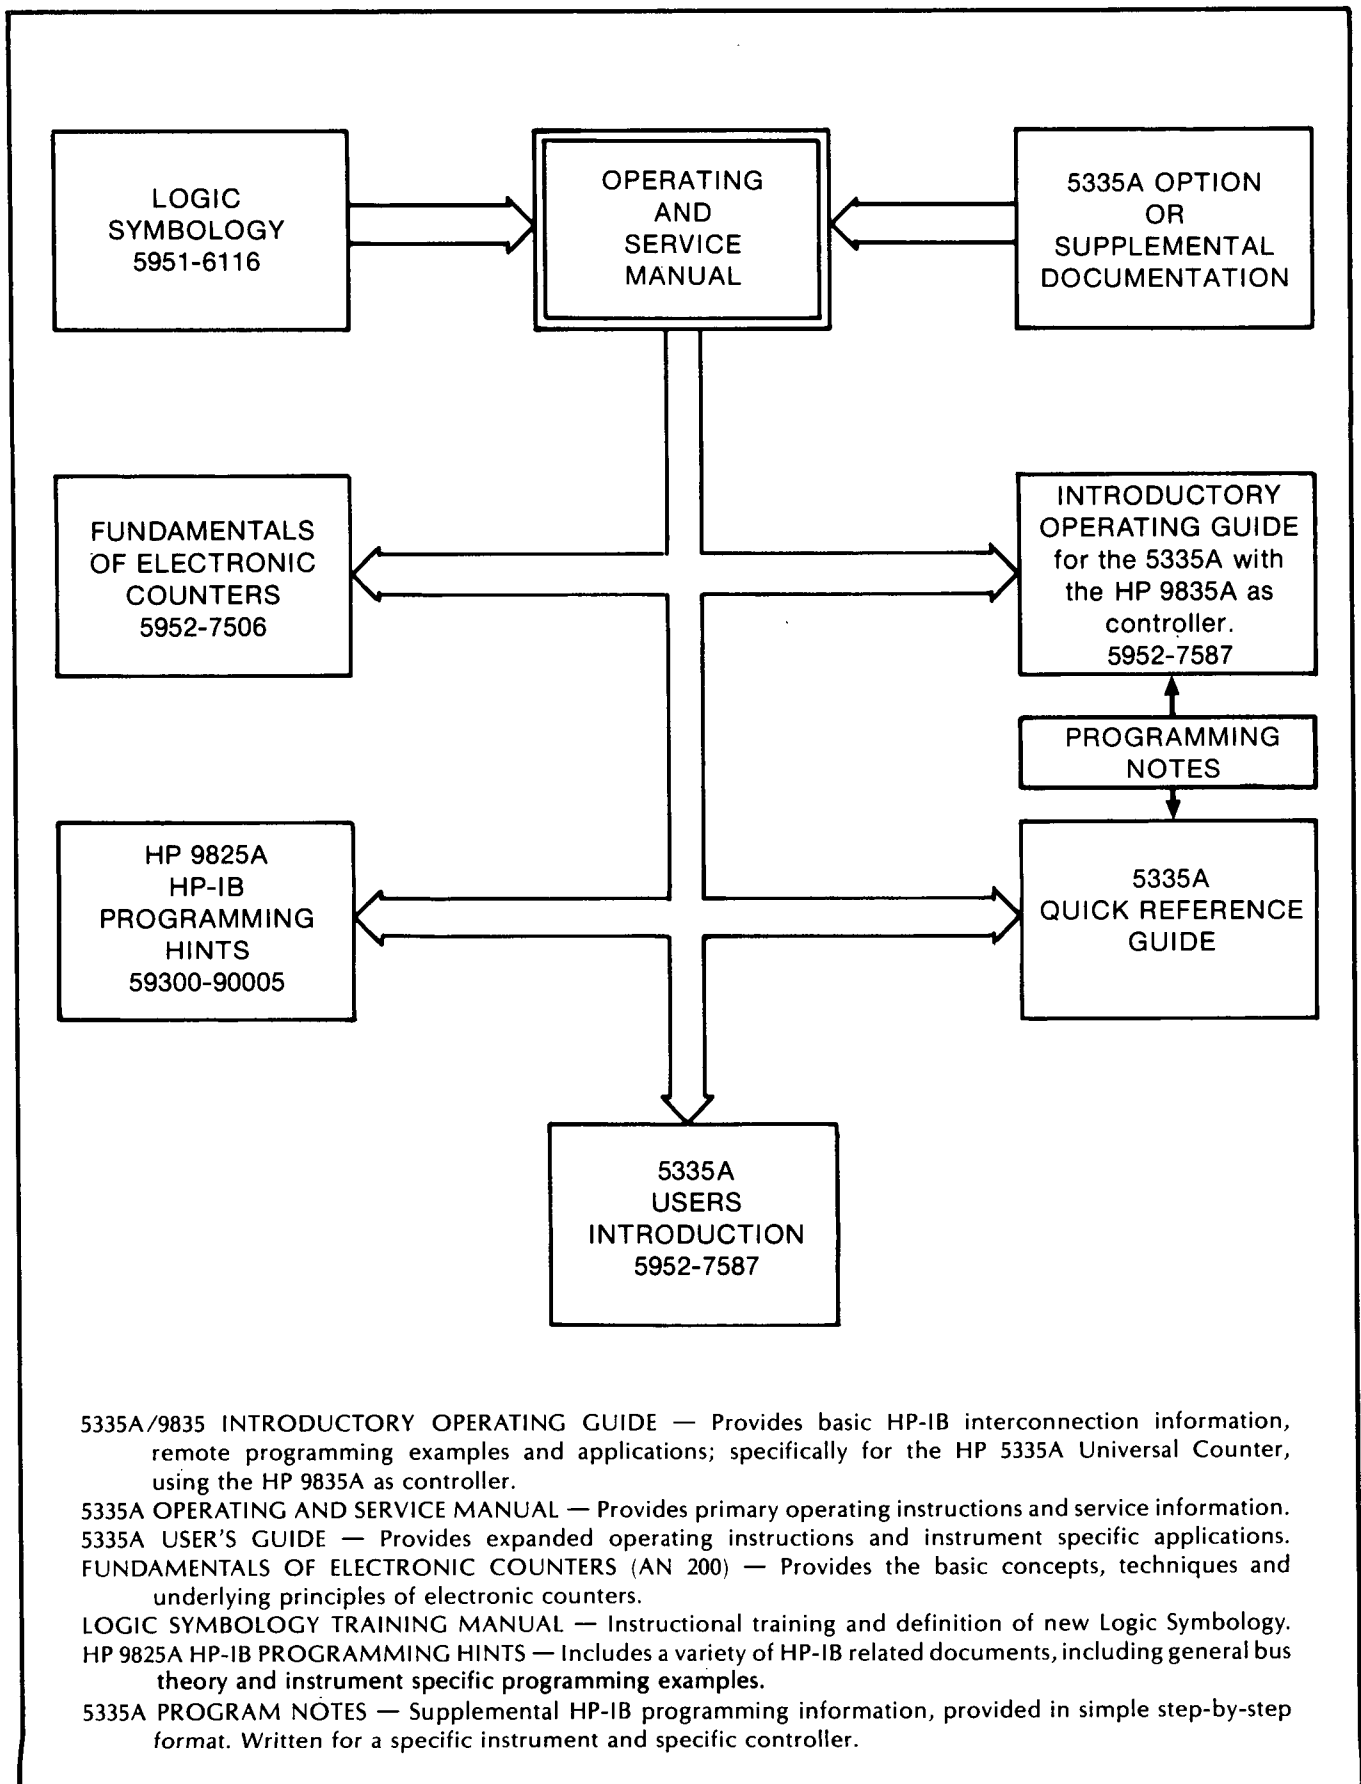 LOGIC
SYMBOLOGY
5951-6116
OPERATING
AND
SERVICE
MANUAL
5335A OPTION
OR
SUPPLEMENTAL
DOCUMENTATION
FUNDAMENTALS
OF ELECTRONIC
COUNTERS
5952-7506
INTRODUCTORY
OPERATING GUIDE
for the 5335A with
the HP 9835A as
controller.
5952-7587
PROGRAMMING
NOTES
HP 9825A
HP-IB
PROGRAMMING
HINTS
59300-90005
5335A
QUICK REFERENCE
GUIDE
5335A
USERS
INTRODUCTION
5952-7587
5335A/9835 INTRODUCTORY OPERATING GUIDE — Provides basic HP-IB interconnection information,
remote programming examples and applications; specifically for the HP 5335A Universal Counter,
using the HP 9835A as controller.
5335A OPERATING AND SERVICE MANUAL — Provides primary operating instructions and service information.
5335A USER'S GUIDE — Provides expanded operating instructions and instrument specific applications.
FUNDAMENTALS OF ELECTRONIC COUNTERS (AN 200) — Provides the basic concepts, techniques and
underlying principles of electronic counters.
LOGIC SYMBOLOGY TRAINING MANUAL — Instructional training and definition of new Logic Symbology.
HP 9825A HP-IB PROGRAMMING HINTS — Includes a variety of HP-IB related documents, including general bus
theory and instrument specific programming examples.
5335A PROGRAM NOTES — Supplemental HP-IB programming information, provided in simple step-by-step
format. Written for a specific instrument and specific controller.